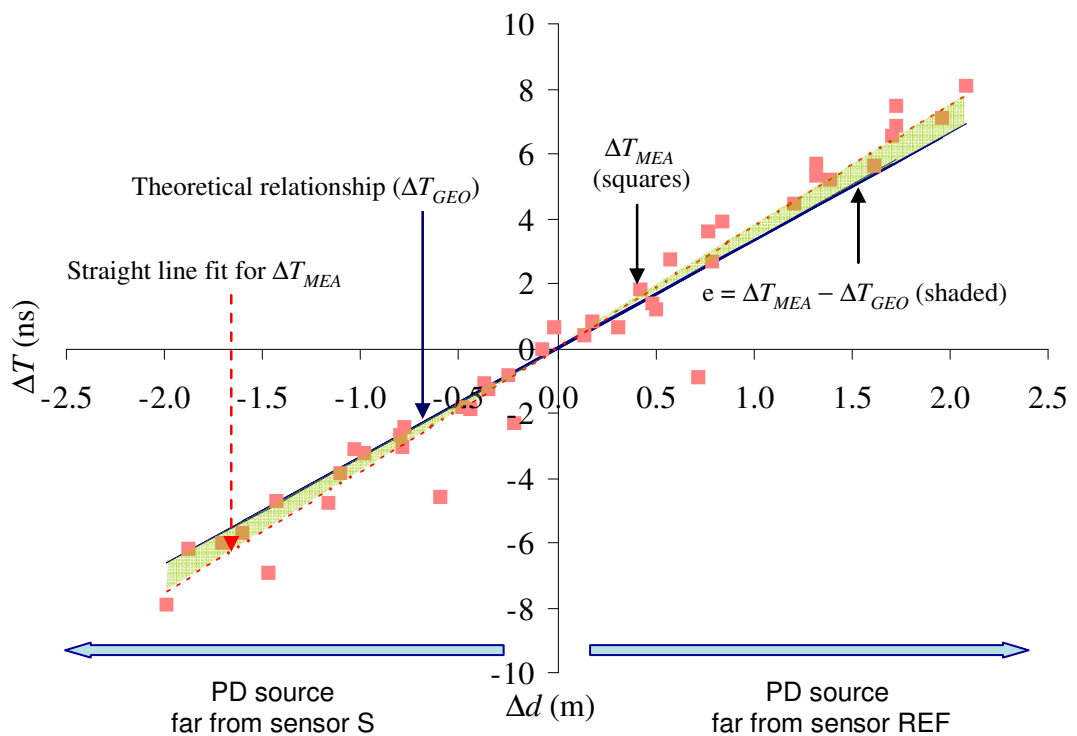 10
8
6
4
2
0
-2
-4
-6
-8
-10
ΔT (ns)
-2.5 -2.0 -1.5 -1.0 -0.5 0.0 0.5 1.0 1.5 2.0 2.5
Δd (m)
Theoretical relationship (ΔT_GEO)
Straight line fit for ΔT_MEA
ΔT_MEA
(squares)
e = ΔT_MEA − ΔT_GEO (shaded)
PD source
far from sensor S
PD source
far from sensor REF